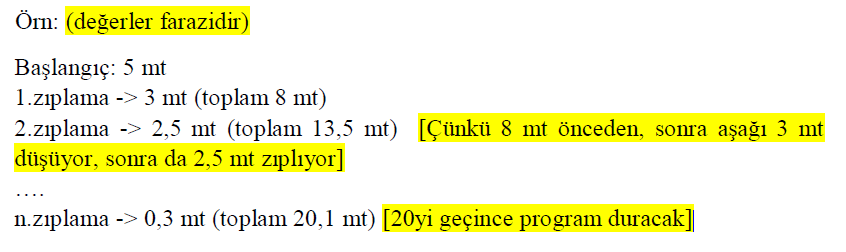 Örn: (değerler farazidir)
Başlangıç: 5 mt
1.zıplama -> 3 mt (toplam 8 mt)
2.zıplama -> 2,5 mt (toplam 13,5 mt) [Çünkü 8 mt önceden, sonra aşağı 3 mt
düşüyor, sonra da 2,5 mt zıplıyor]
….
n.zıplama -> 0,3 mt (toplam 20,1 mt) [20yi geçince program duracak]